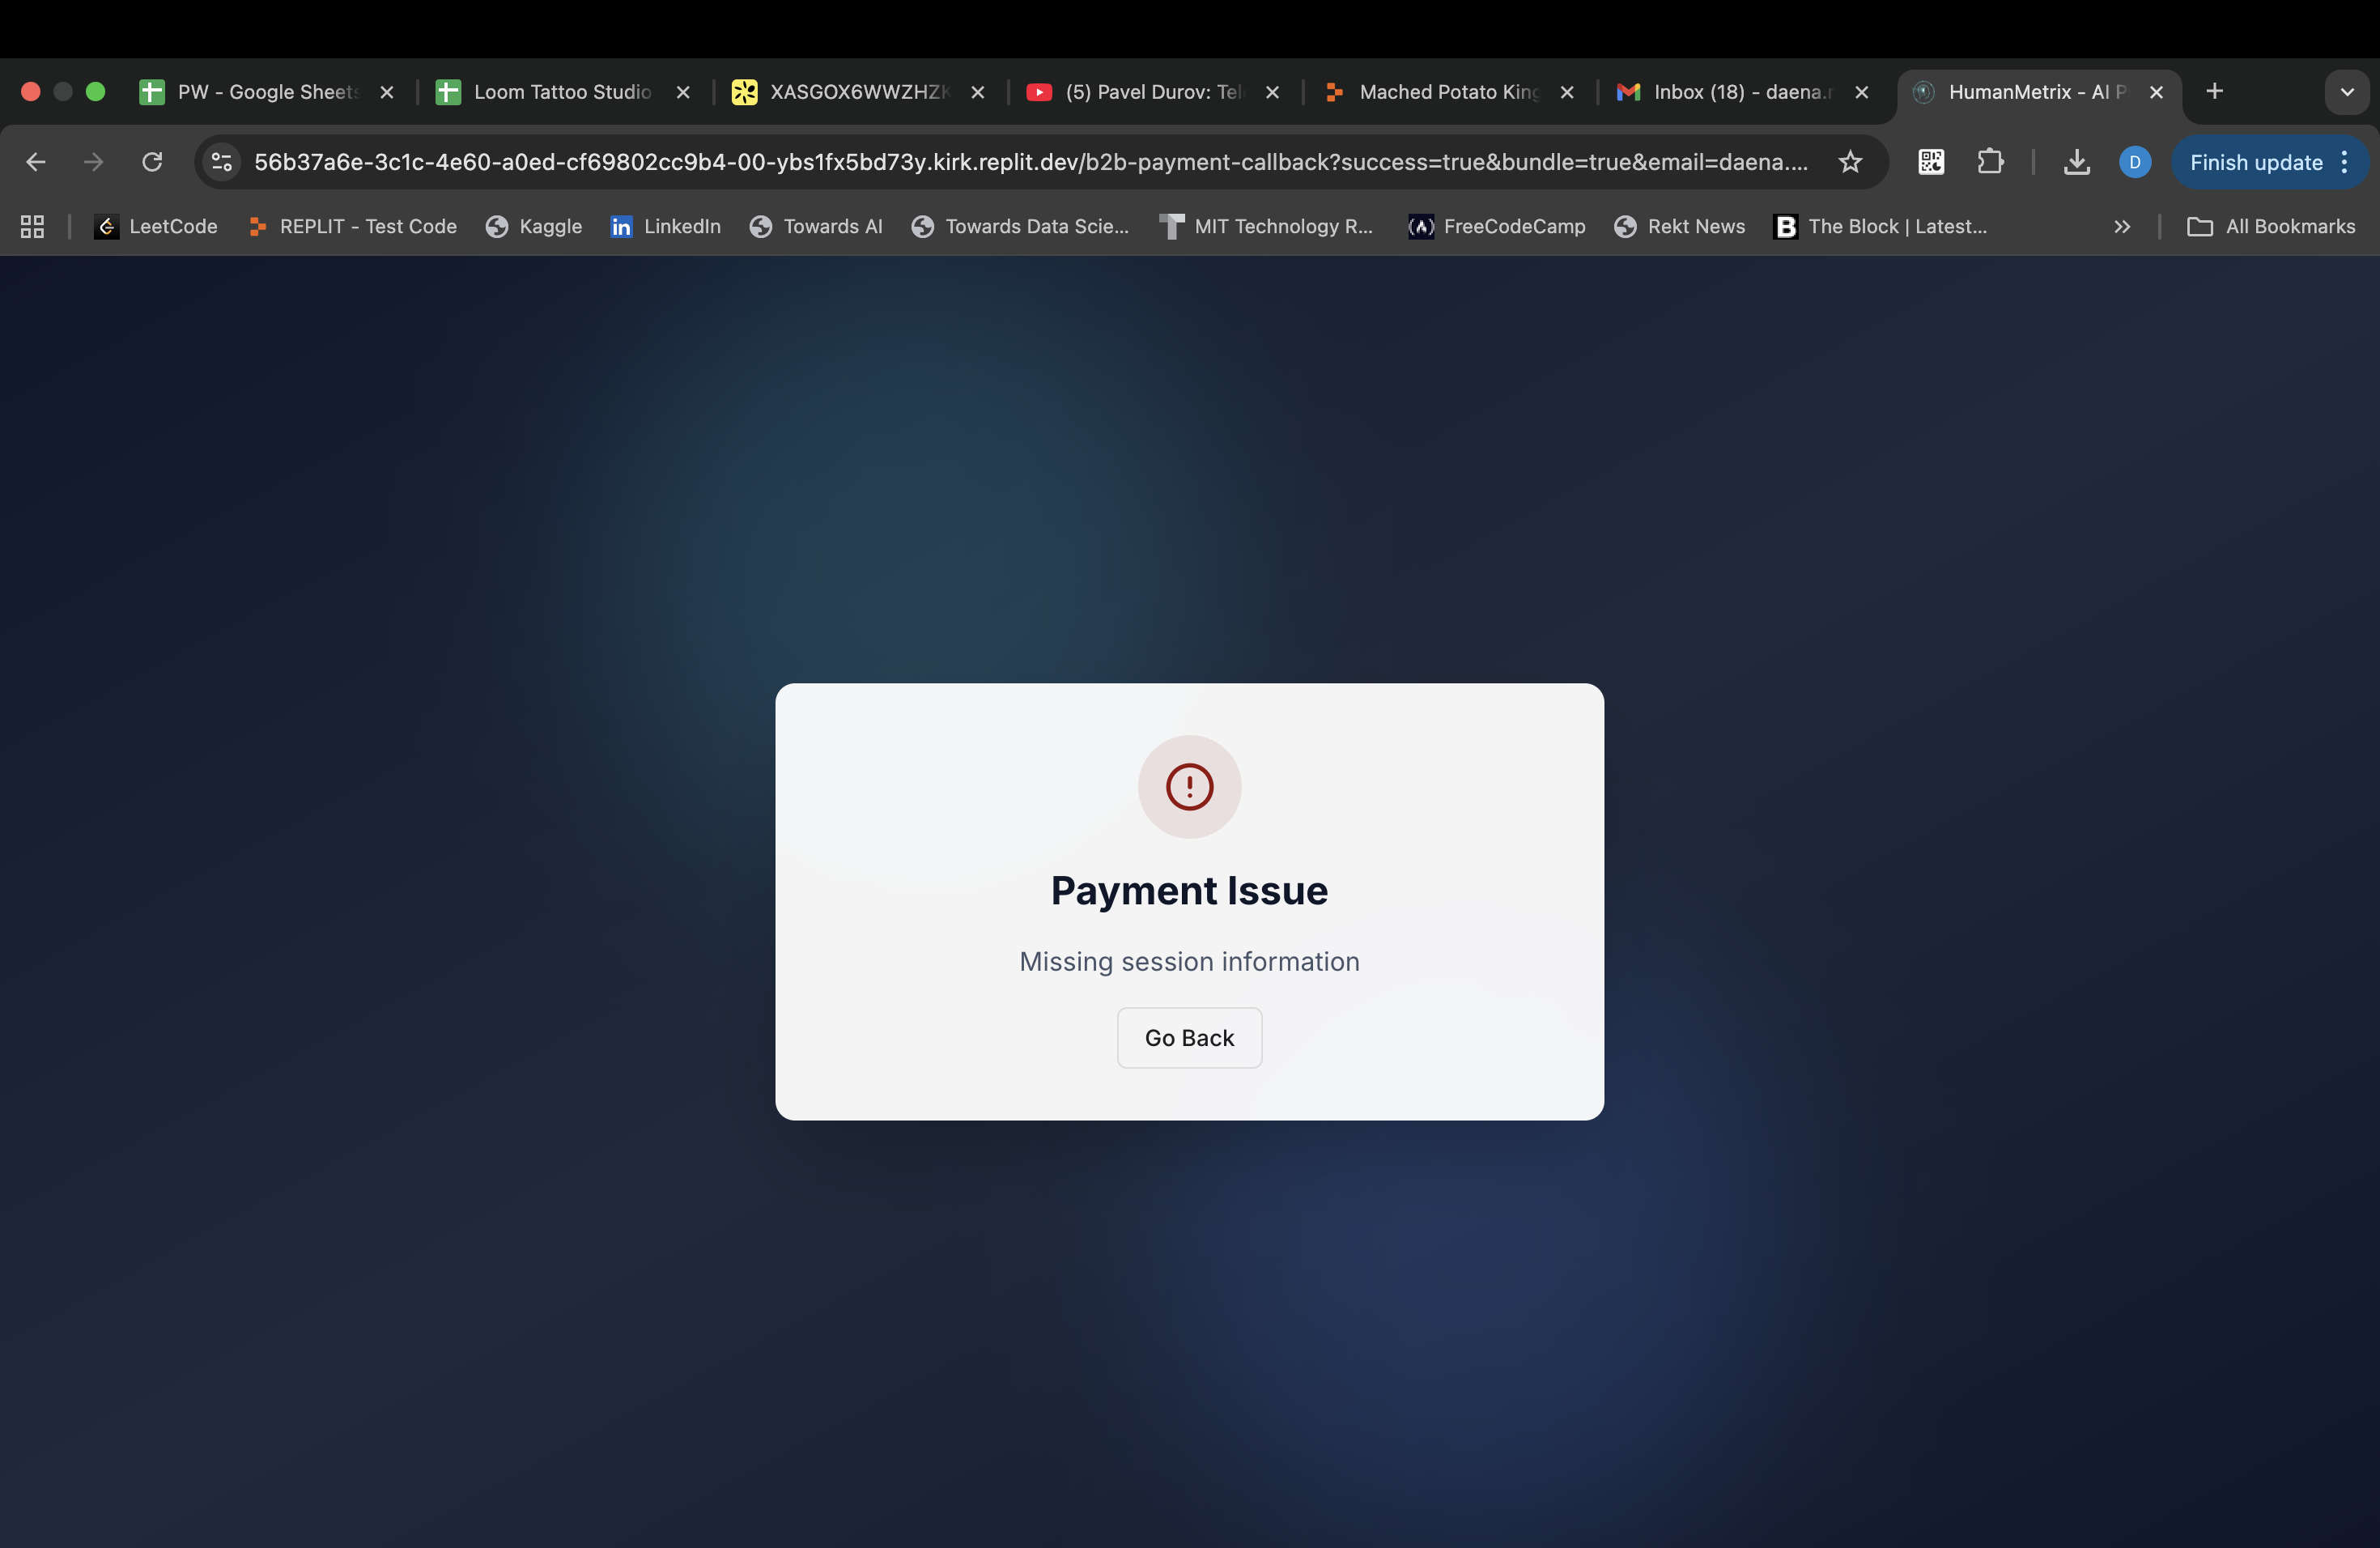 PW - Google Sheets
Loom Tattoo Studio
XASGOX6WWZHZK
(5) Pavel Durov: Tel
Mached Potato King
Inbox (18) - daena.r
HumanMetrix - AI P
56b37a6e-3c1c-4e60-a0ed-cf69802cc9b4-00-ybs1fx5bd73y.kirk.replit.dev/b2b-payment-callback?success=true&bundle=true&email=daena....
D
Finish update
LeetCode
REPLIT - Test Code
Kaggle
LinkedIn
Towards AI
Towards Data Scie...
MIT Technology R...
FreeCodeCamp
Rekt News
The Block | Latest...
All Bookmarks
Payment Issue
Missing session information
Go Back